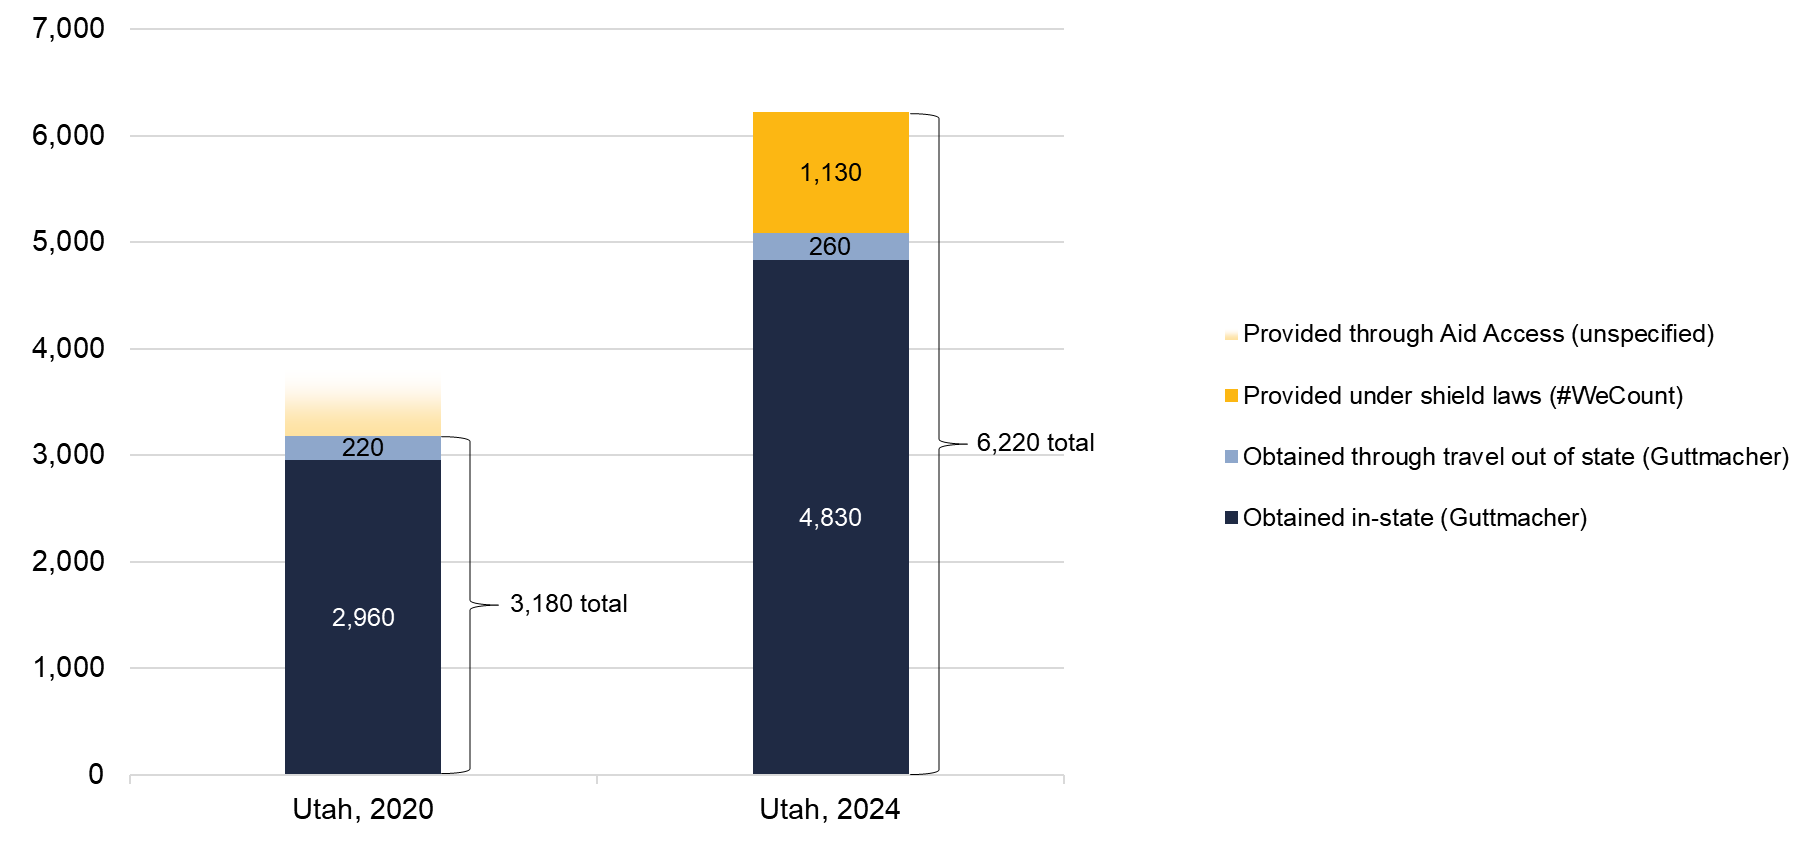 7,000
6,000
5,000
4,000
3,000
2,000
1,000
0
220
2,960
3,180 total
1,130
260
4,830
6,220 total
Utah, 2020
Utah, 2024
Provided through Aid Access (unspecified)
Provided under shield laws (#WeCount)
Obtained through travel out of state (Guttmacher)
Obtained in-state (Guttmacher)